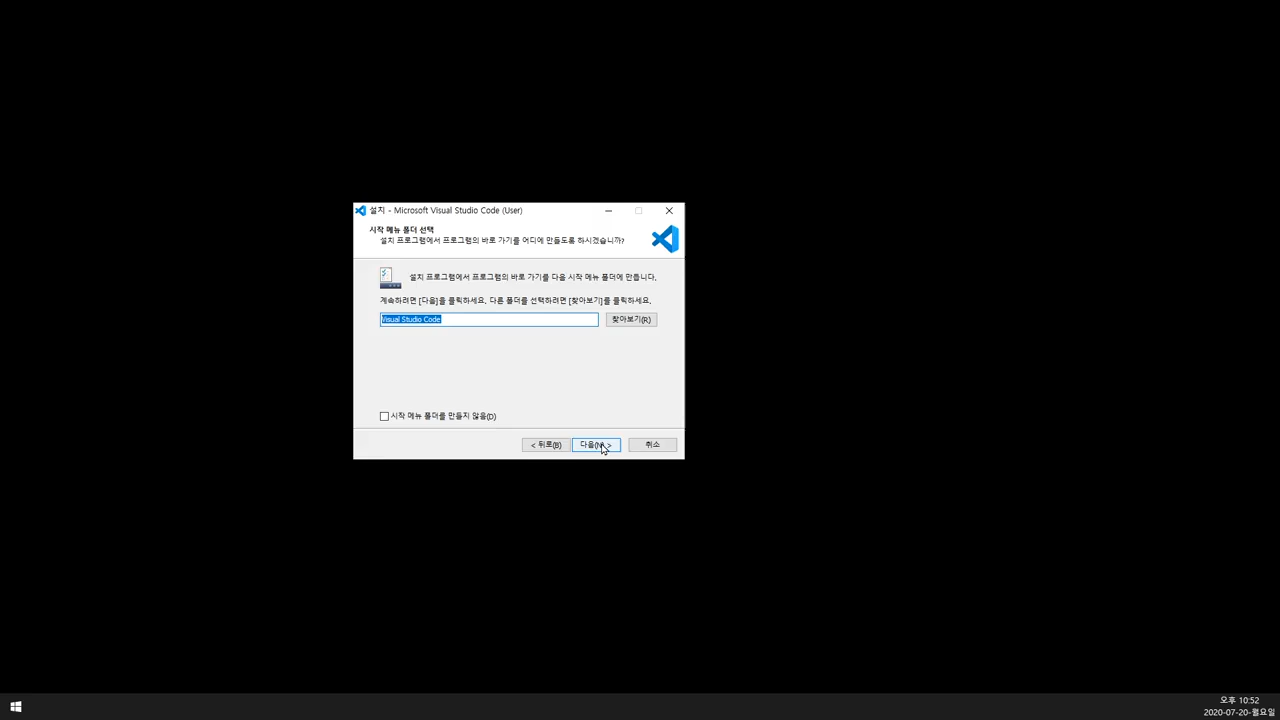 설치 - Microsoft Visual Studio Code (User)
시작 메뉴 폴더 선택
설치 프로그램에서 프로그램의 바로 가기를 어디에 만들도록 하시겠습니까?
설치 프로그램에서 프로그램의 바로 가기를 다음 시작 메뉴 폴더에 만듭니다.
계속하려면 [다음]을 클릭하세요. 다른 폴더를 선택하려면 [찾아보기]를 클릭하세요.
Visual Studio Code
찾아보기(R)
시작 메뉴 폴더를 만들지 않음(D)
< 뒤로(B)
다음(N) >
취소
오후 10:52
2020-07-20-월요일